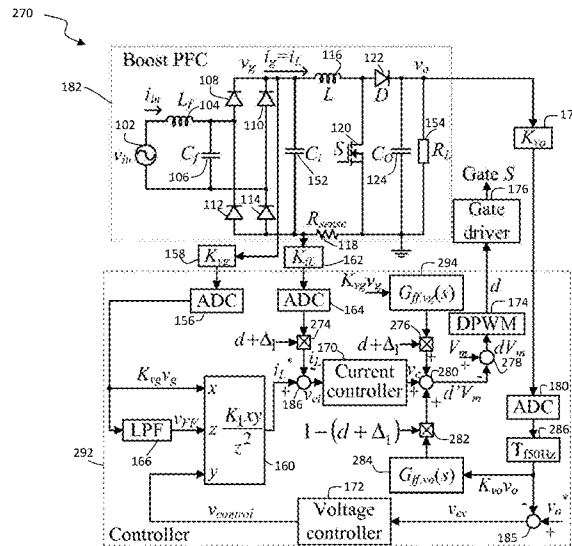 270
Boost PFC
182
116
122
v_g
i_g=i_L
L
D
v_o
108
110
i_in
L_f
104
102
v_in
C_f
106
112
114
C_i
152
120
S
C_O
124
154
R_L
K_vo
Gate S
176
Gate driver
R_sense
118
158
K_vg
K_iL
162
294
K_vg v_g
G_ff,vg(s)
d
ADC
156
ADC
164
274
d+Δ_1
276
d+Δ_1
DPWM
174
V_m
dV_m
278
170
i_L*
i_L
Current controller
v_c
280
d'V_m
186
v_ei
180
ADC
K_vg v_g
x
LPF
166
v_FF
z
K_1xy
z^2
y
160
1−(d+Δ_1)
282
286
T_f50Hz
292
284
G_ff,vo(s)
K_vo v_o
172
Voltage controller
v_control
v_ev
v_o*
185
Controller